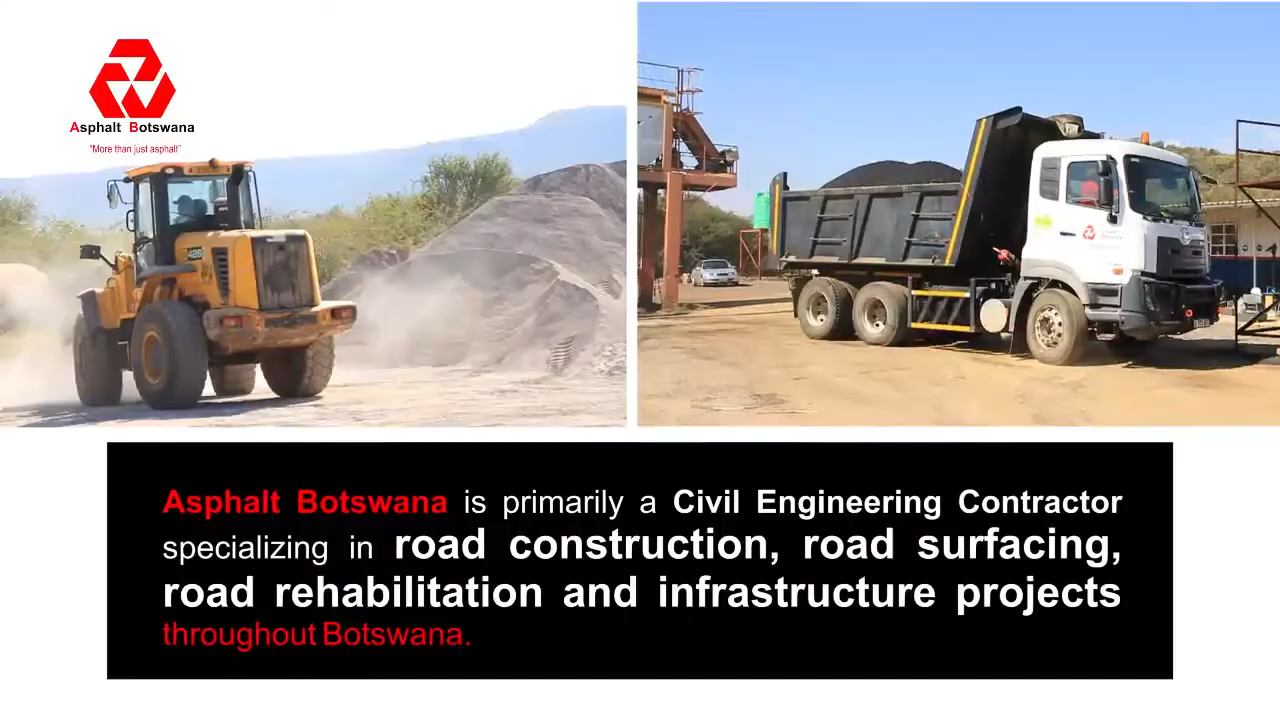 Asphalt Botswana
"More than just asphalt"
Asphalt Botswana is primarily a Civil Engineering Contractor
specializing in road construction, road surfacing,
road rehabilitation and infrastructure projects
throughout Botswana.